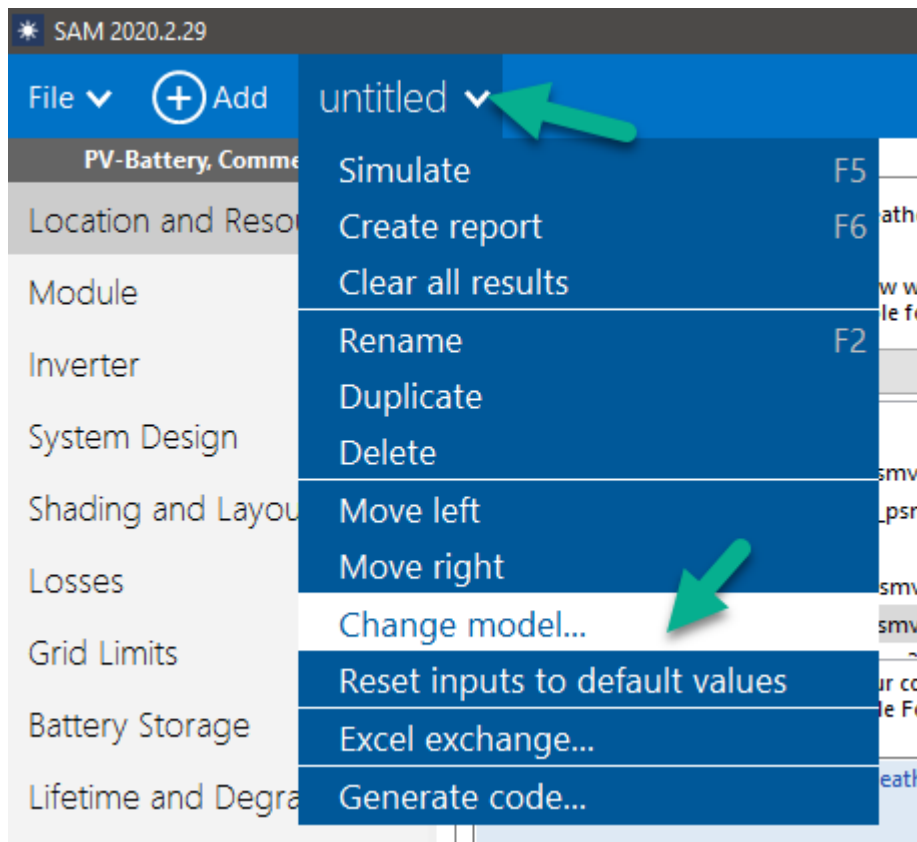 SAM 2020.2.29
File Add untitled
PV-Battery, Comme
Location and Resou
Module
Inverter
System Design
Shading and Layou
Losses
Grid Limits
Battery Storage
Lifetime and Degra
Simulate F5
Create report F6
Clear all results
Rename F2
Duplicate
Delete
Move left
Move right
Change model...
Reset inputs to default values
Excel exchange...
Generate code...